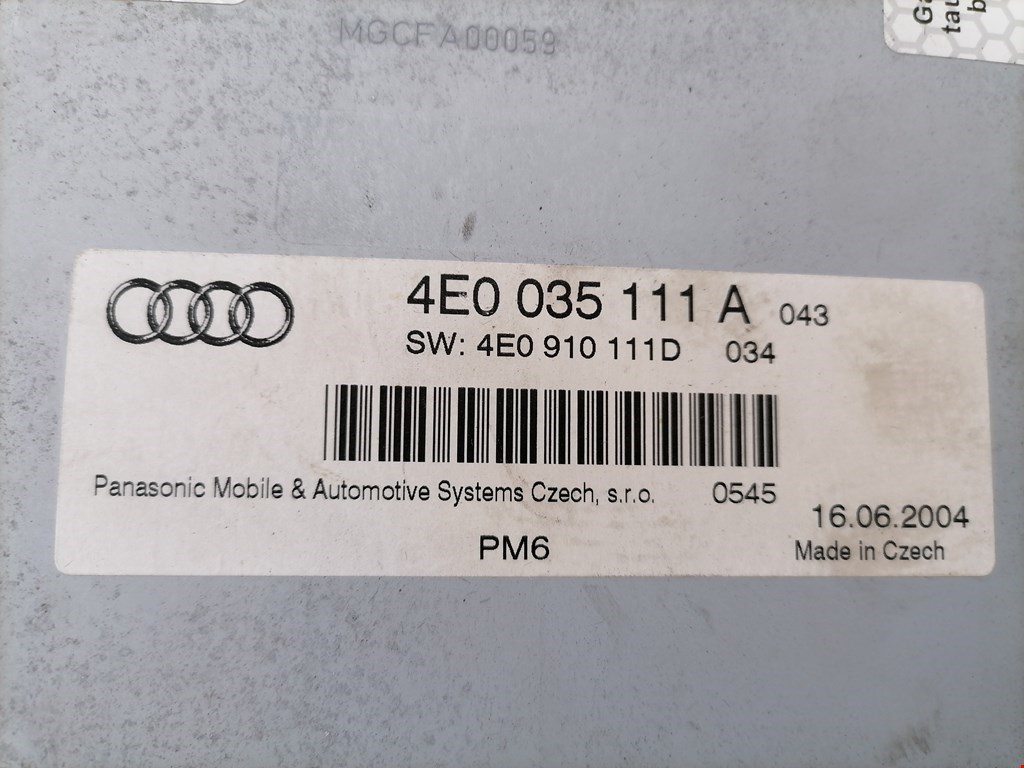 MGCFA00059
4E0 035 111 A 043
SW: 4E0 910 111D 034
Panasonic Mobile & Automotive Systems Czech, s.r.o. 0545
16.06.2004
PM6
Made in Czech